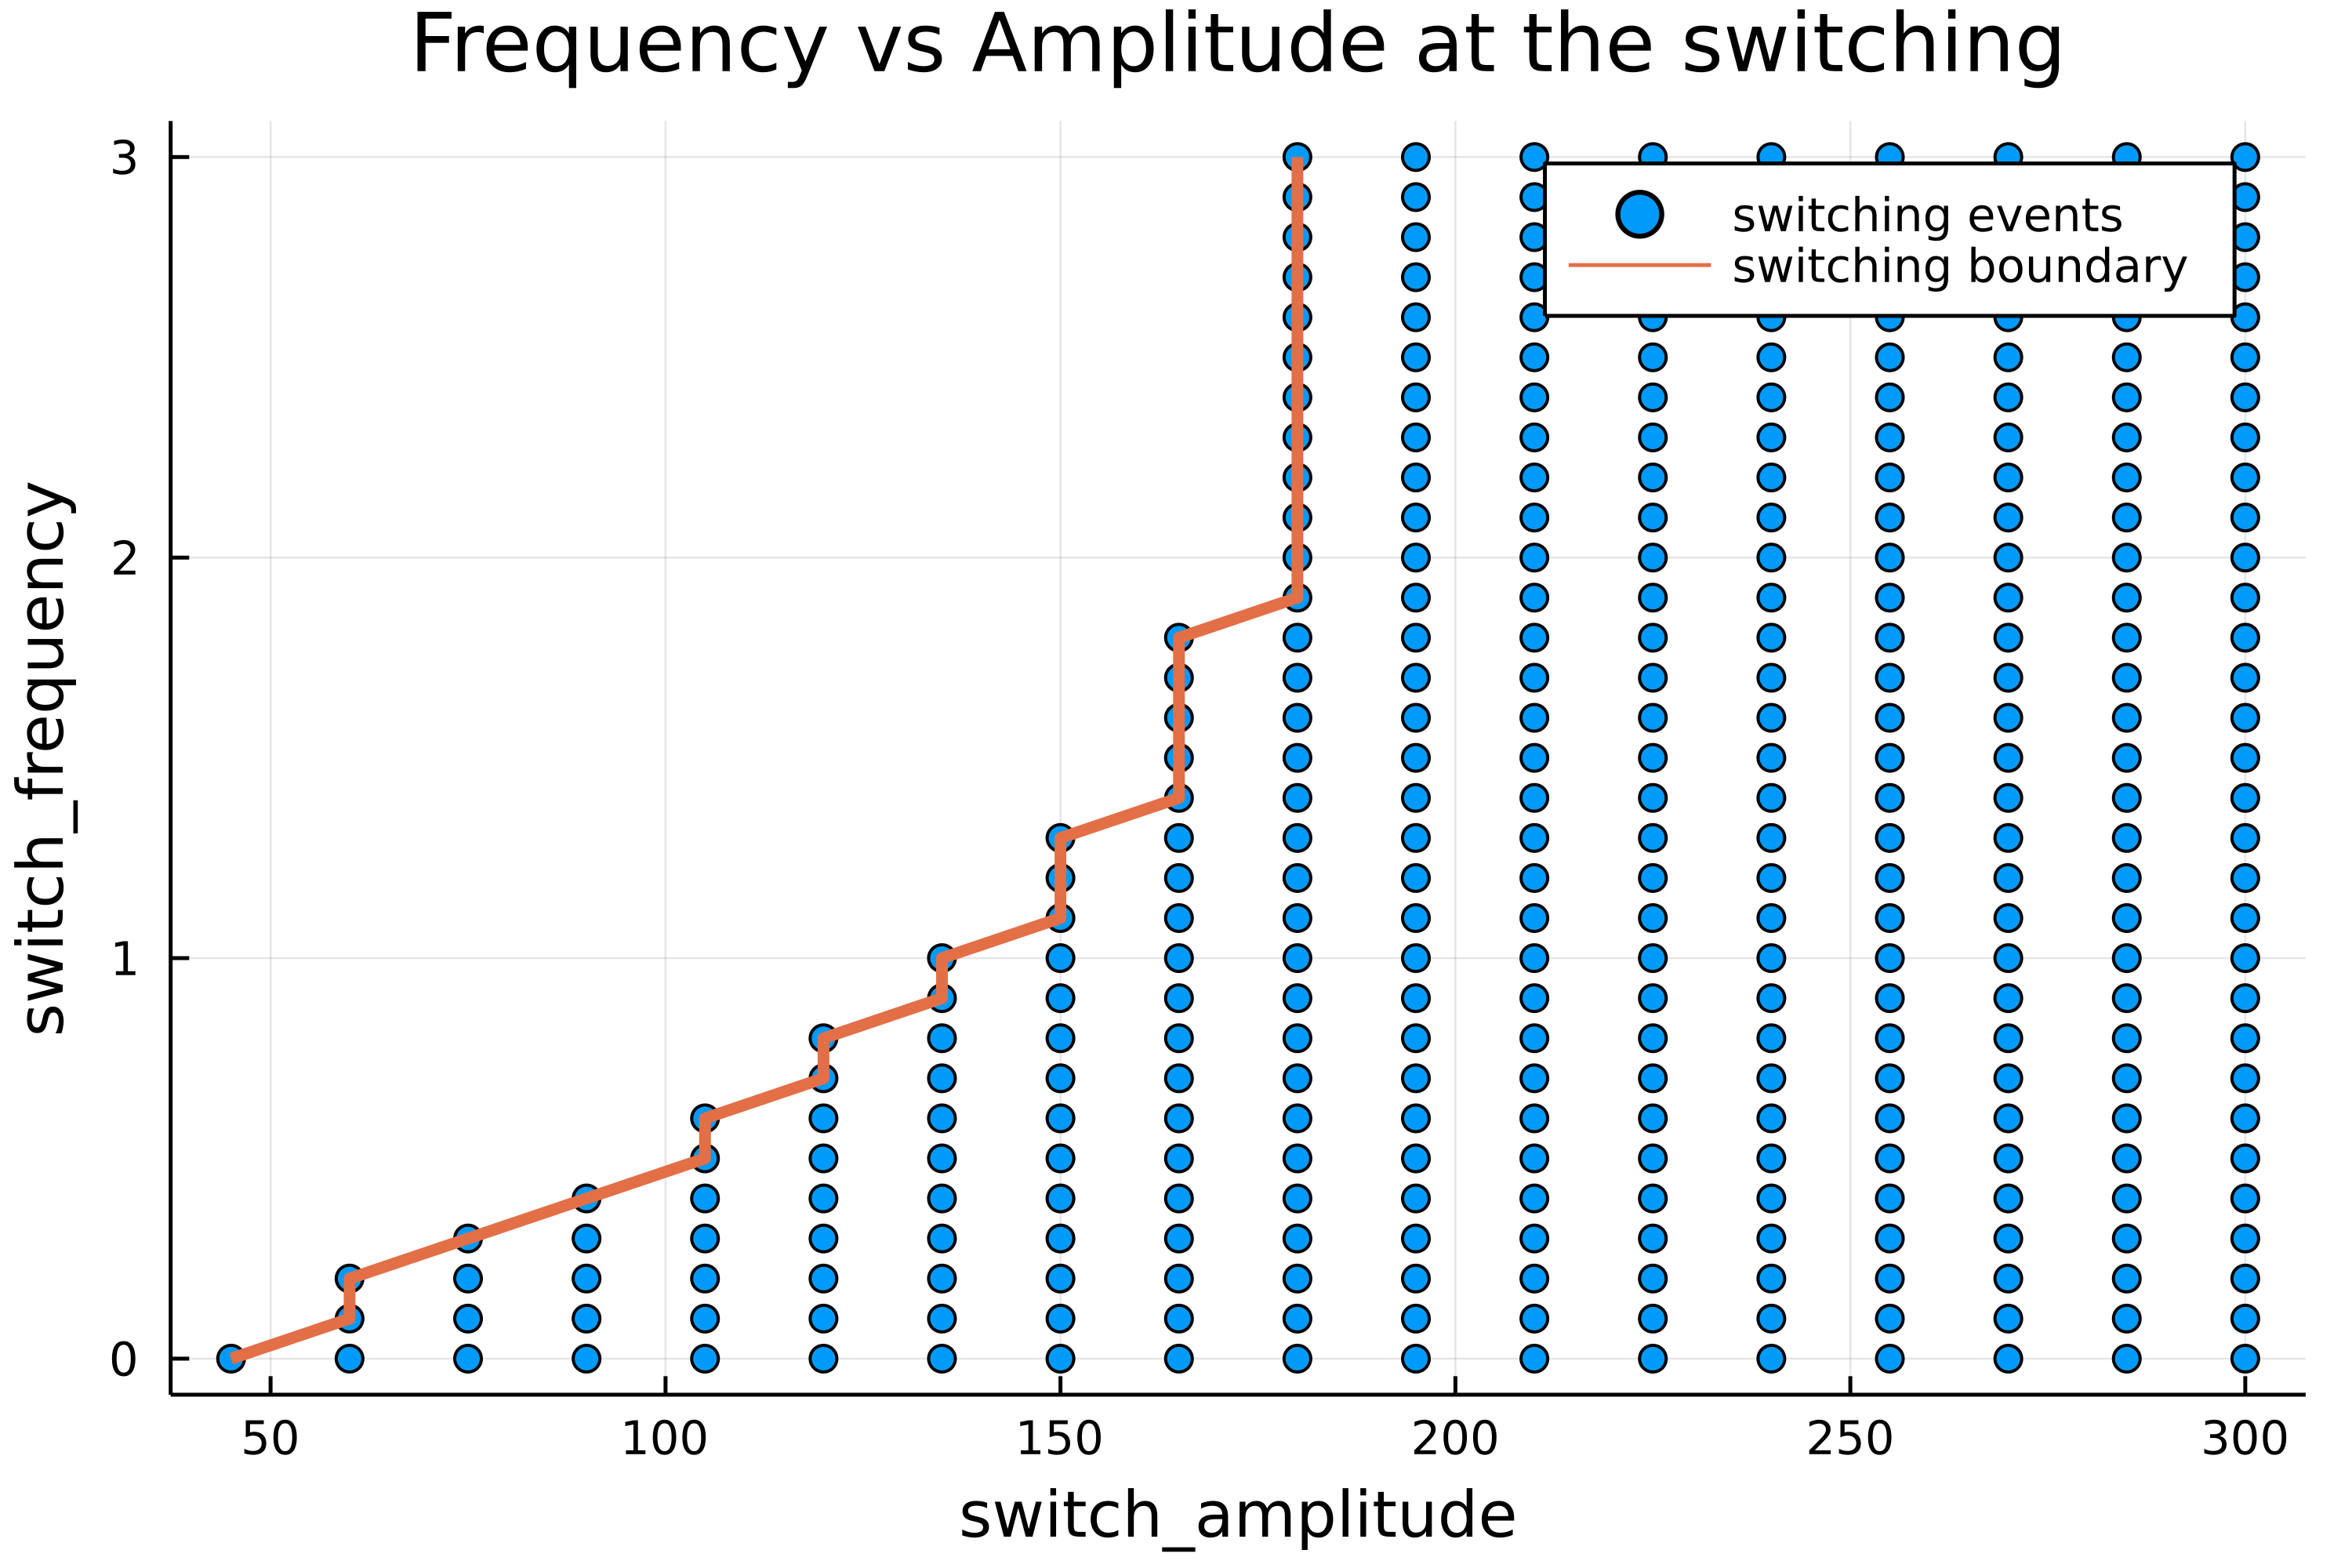 Frequency vs Amplitude at the switching
switching events
switching boundary
switch_frequency
3
2
1
0
50 100 150 200 250 300
switch_amplitude